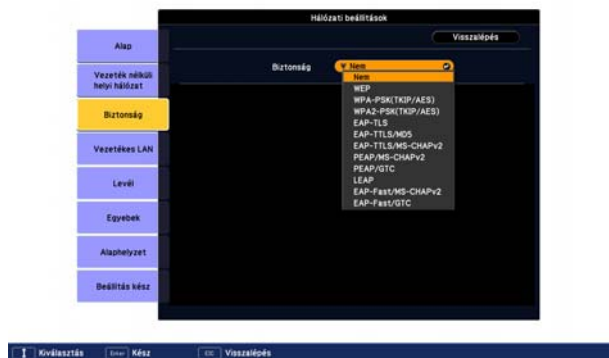 Hálózati beállítások
Visszalépés
Alap
Vezeték nélküli
helyi hálózat
Biztonság
Vezetékes LAN
Levél
Egyebek
Alaphelyzet
Beállítás kész
Biztonság
Nem
Nem
WEP
WPA-PSK(TKIP/AES)
WPA2-PSK(TKIP/AES)
EAP-TLS
EAP-TTLS/MD5
EAP-TTLS/MS-CHAPv2
PEAP/MS-CHAPv2
PEAP/GTC
LEAP
EAP-Fast/MS-CHAPv2
EAP-Fast/GTC
Kiválasztás Enter Kész ESC Visszalépés